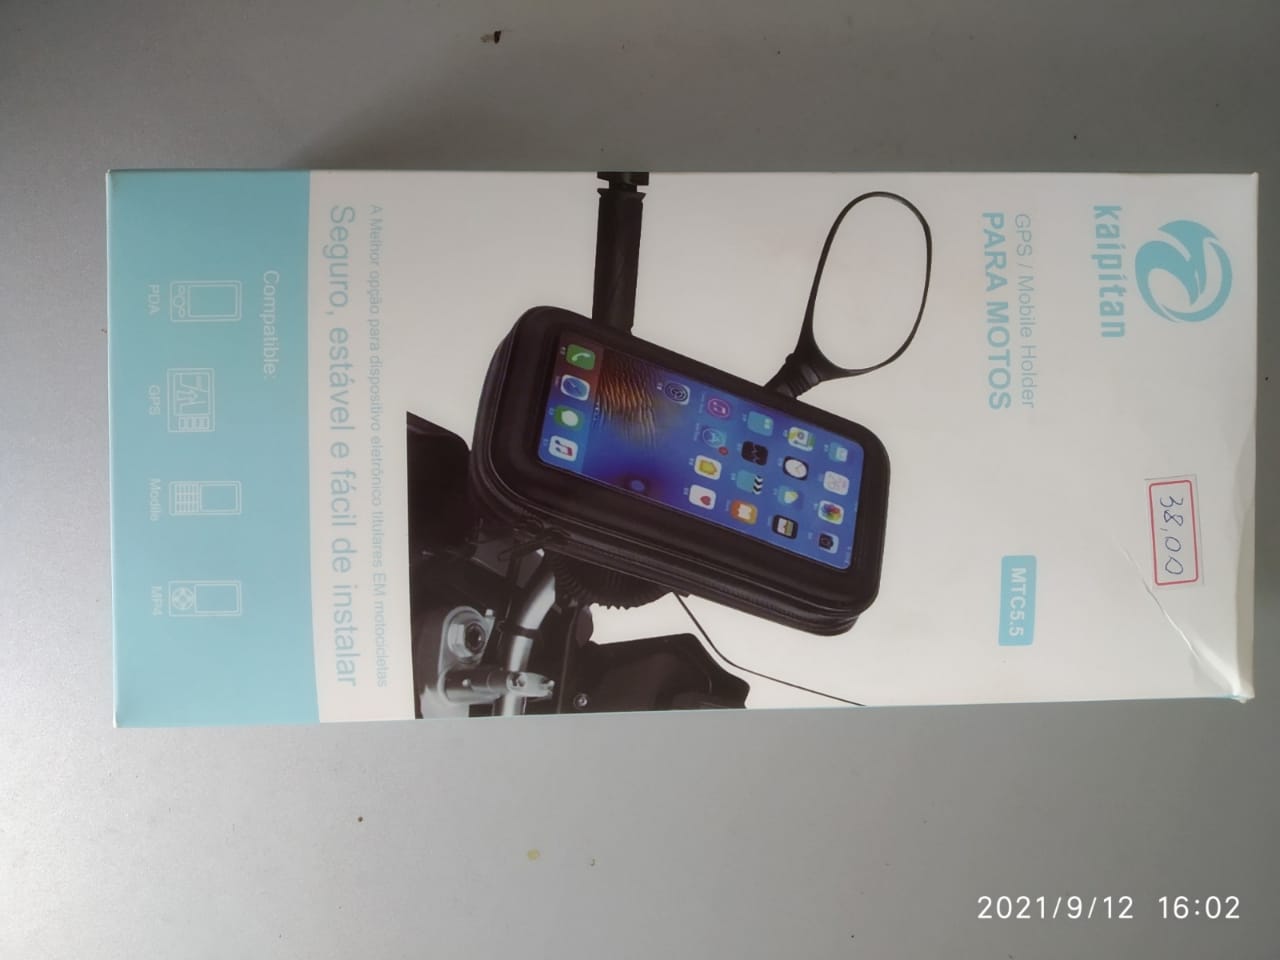 kaipitan
GPS / Mobile Holder
PARA MOTOS
38,00
MTC5.5
A Melhor opção para dispositivo eletrônico titulares EM motocicletas
Seguro, estável e fácil de instalar
Compatible:
PDA
GPS
Modile
MP4
2021/9/12 16:02